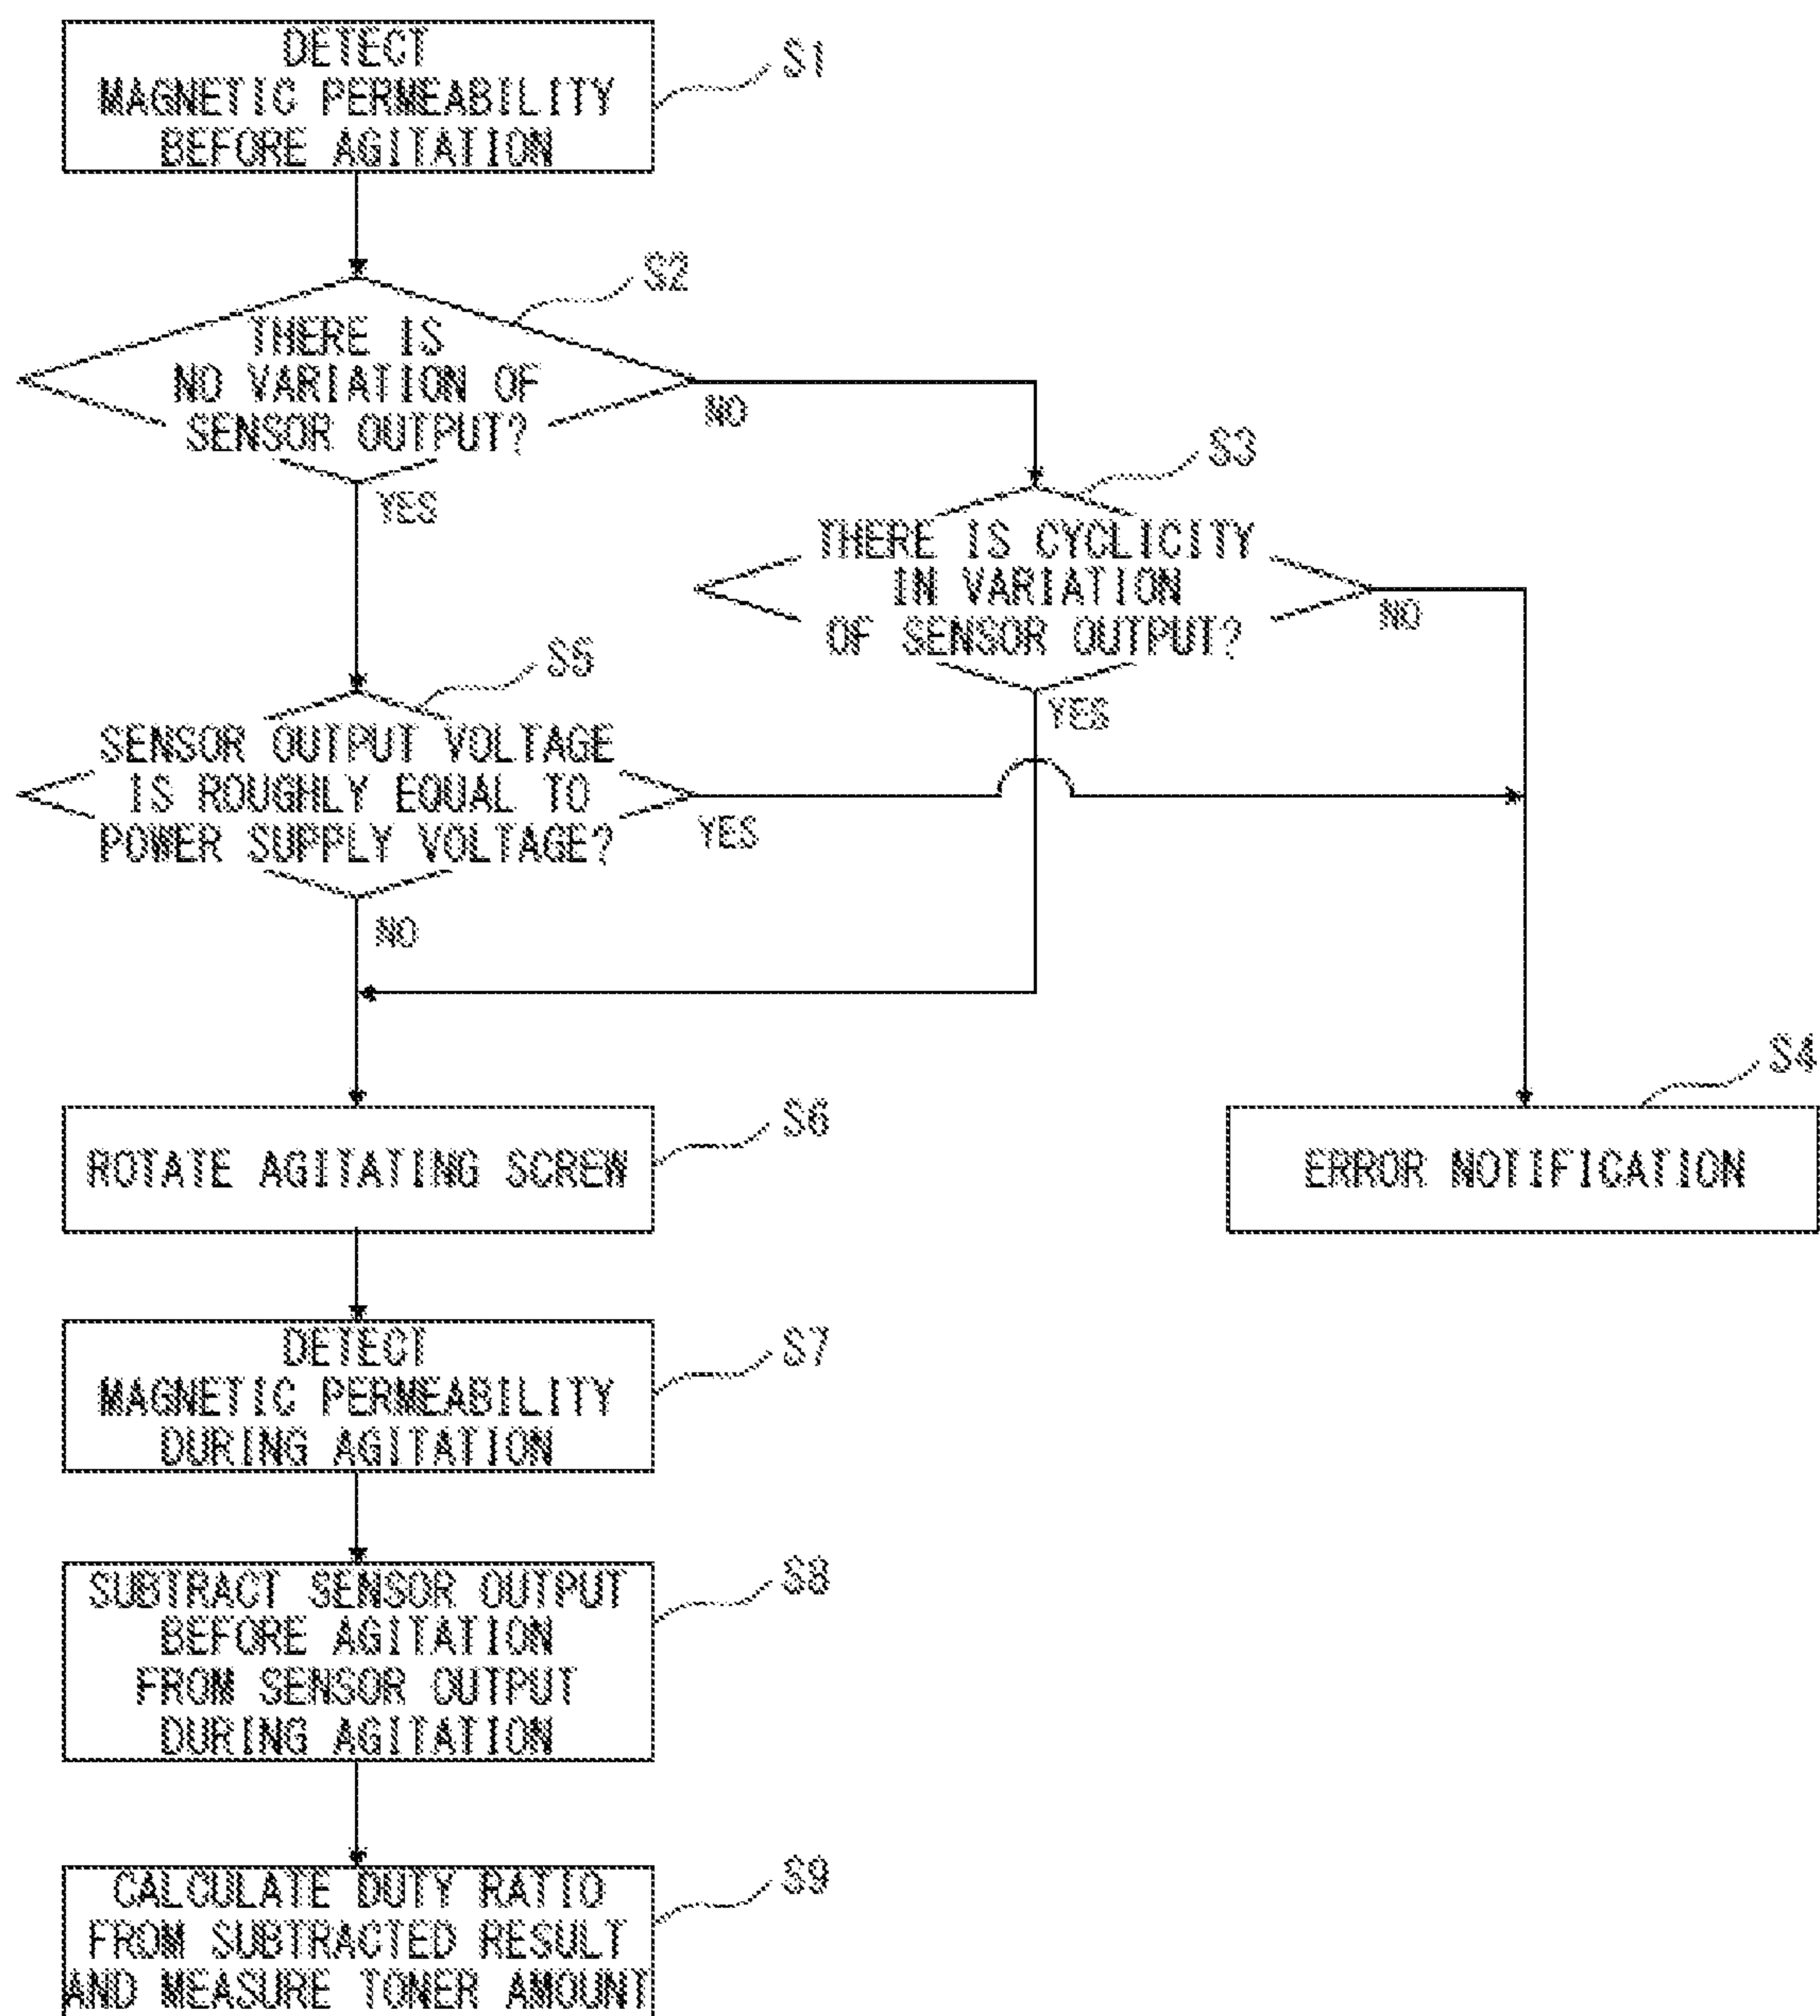 DETECT
MAGNETIC PERMEABILITY
BEFORE AGITATION
S1
S2
THERE IS
NO VARIATION OF
SENSOR OUTPUT?
NO
YES
S3
THERE IS CYCLICITY
IN VARIATION
OF SENSOR OUTPUT?
NO
YES
S5
SENSOR OUTPUT VOLTAGE
IS ROUGHLY EQUAL TO
POWER SUPPLY VOLTAGE?
YES
NO
S4
ERROR NOTIFICATION
S6
ROTATE AGITATING SCREW
S7
DETECT
MAGNETIC PERMEABILITY
DURING AGITATION
S8
SUBTRACT SENSOR OUTPUT
BEFORE AGITATION
FROM SENSOR OUTPUT
DURING AGITATION
S9
CALCULATE DUTY RATIO
FROM SUBTRACTED RESULT
AND MEASURE TONER AMOUNT